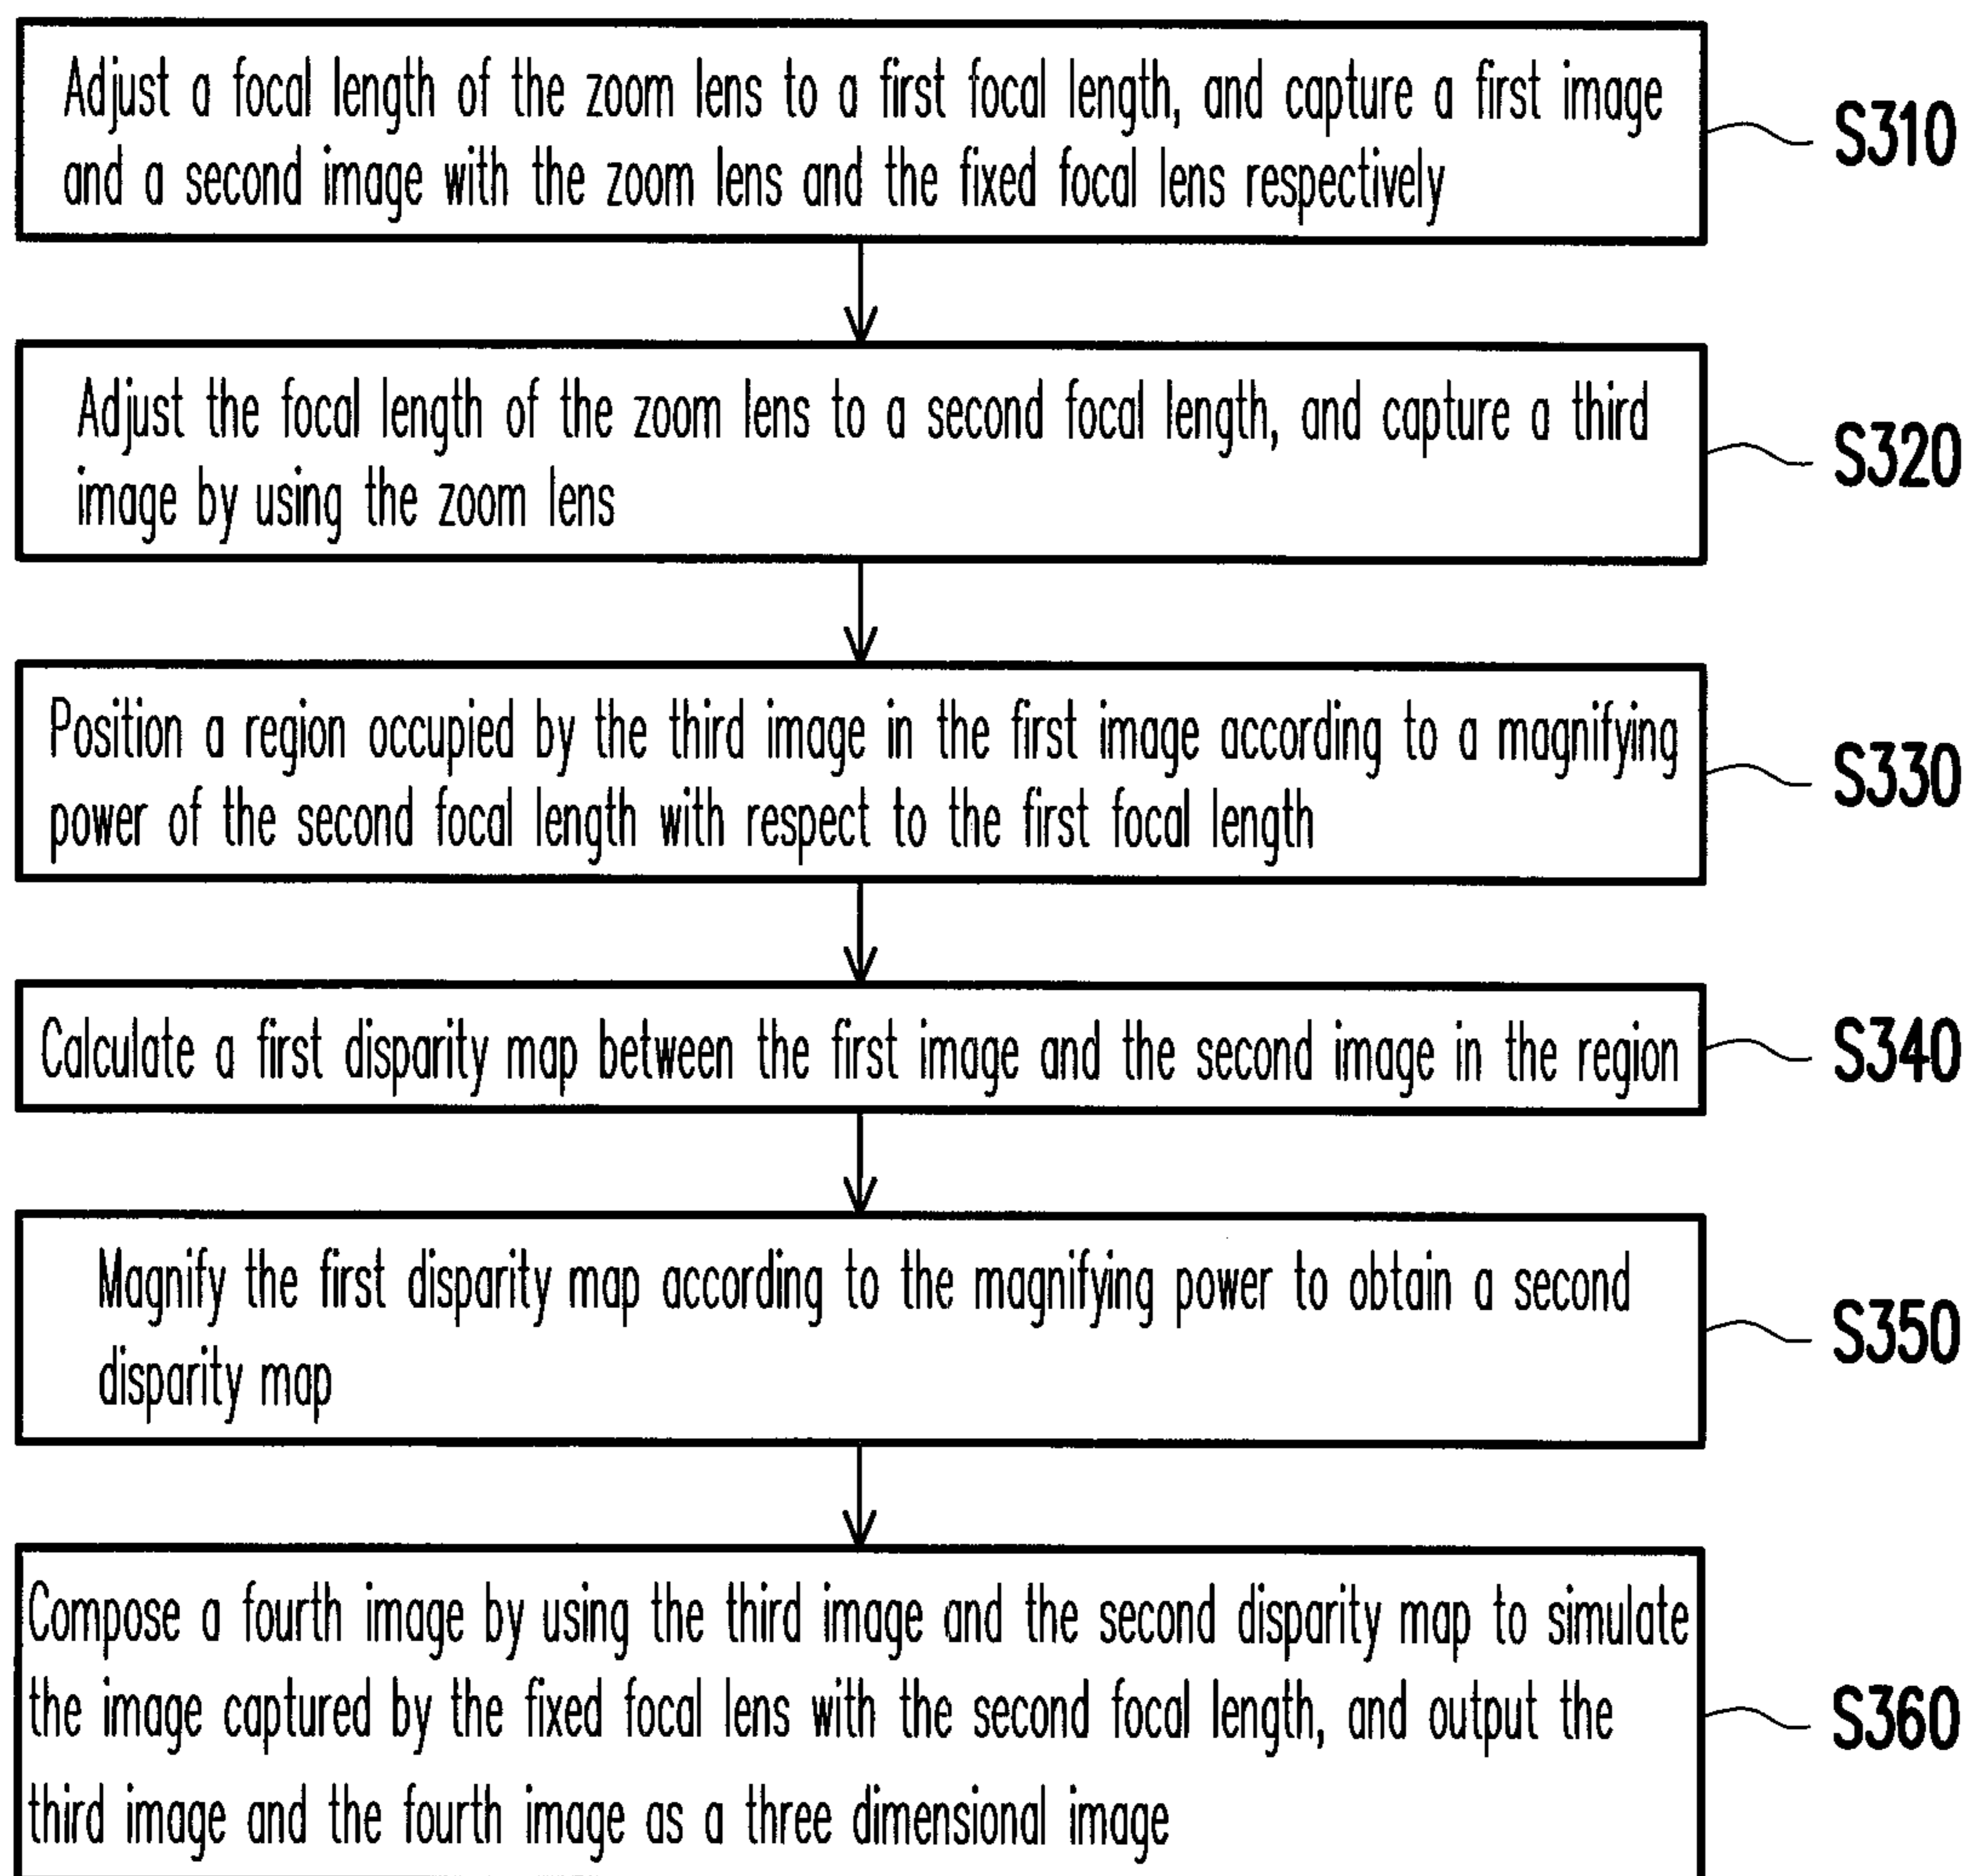 Adjust a focal length of the zoom lens to a first focal length, and capture a first image
and a second image with the zoom lens and the fixed focal lens respectively
S310
Adjust the focal length of the zoom lens to a second focal length, and capture a third
image by using the zoom lens
S320
Position a region occupied by the third image in the first image according to a magnifying
power of the second focal length with respect to the first focal length
S330
Calculate a first disparity map between the first image and the second image in the region
S340
Magnify the first disparity map according to the magnifying power to obtain a second
disparity map
S350
Compose a fourth image by using the third image and the second disparity map to simulate
the image captured by the fixed focal lens with the second focal length, and output the
third image and the fourth image as a three dimensional image
S360